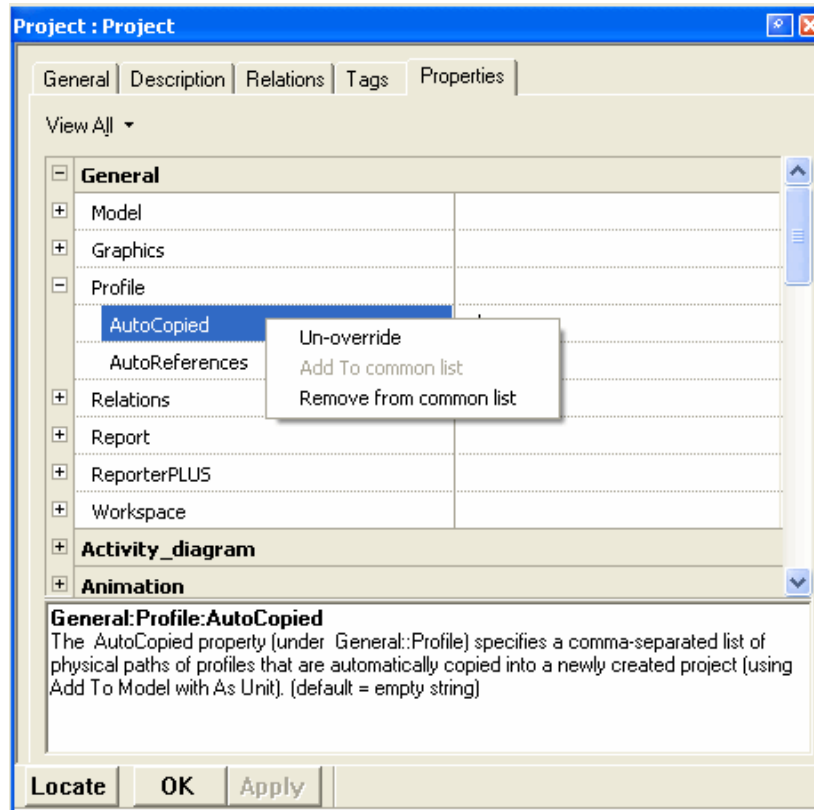 Project : Project
General Description Relations Tags Properties
View All
General
Model
Graphics
Profile
AutoCopied
Un-override
Add To common list
AutoReferences
Remove from common list
Relations
Report
ReporterPLUS
Workspace
Activity_diagram
Animation
General:Profile:AutoCopied
The AutoCopied property (under General::Profile) specifies a comma-separated list of
physical paths of profiles that are automatically copied into a newly created project (using
Add To Model with As Unit). (default = empty string)
Locate OK Apply